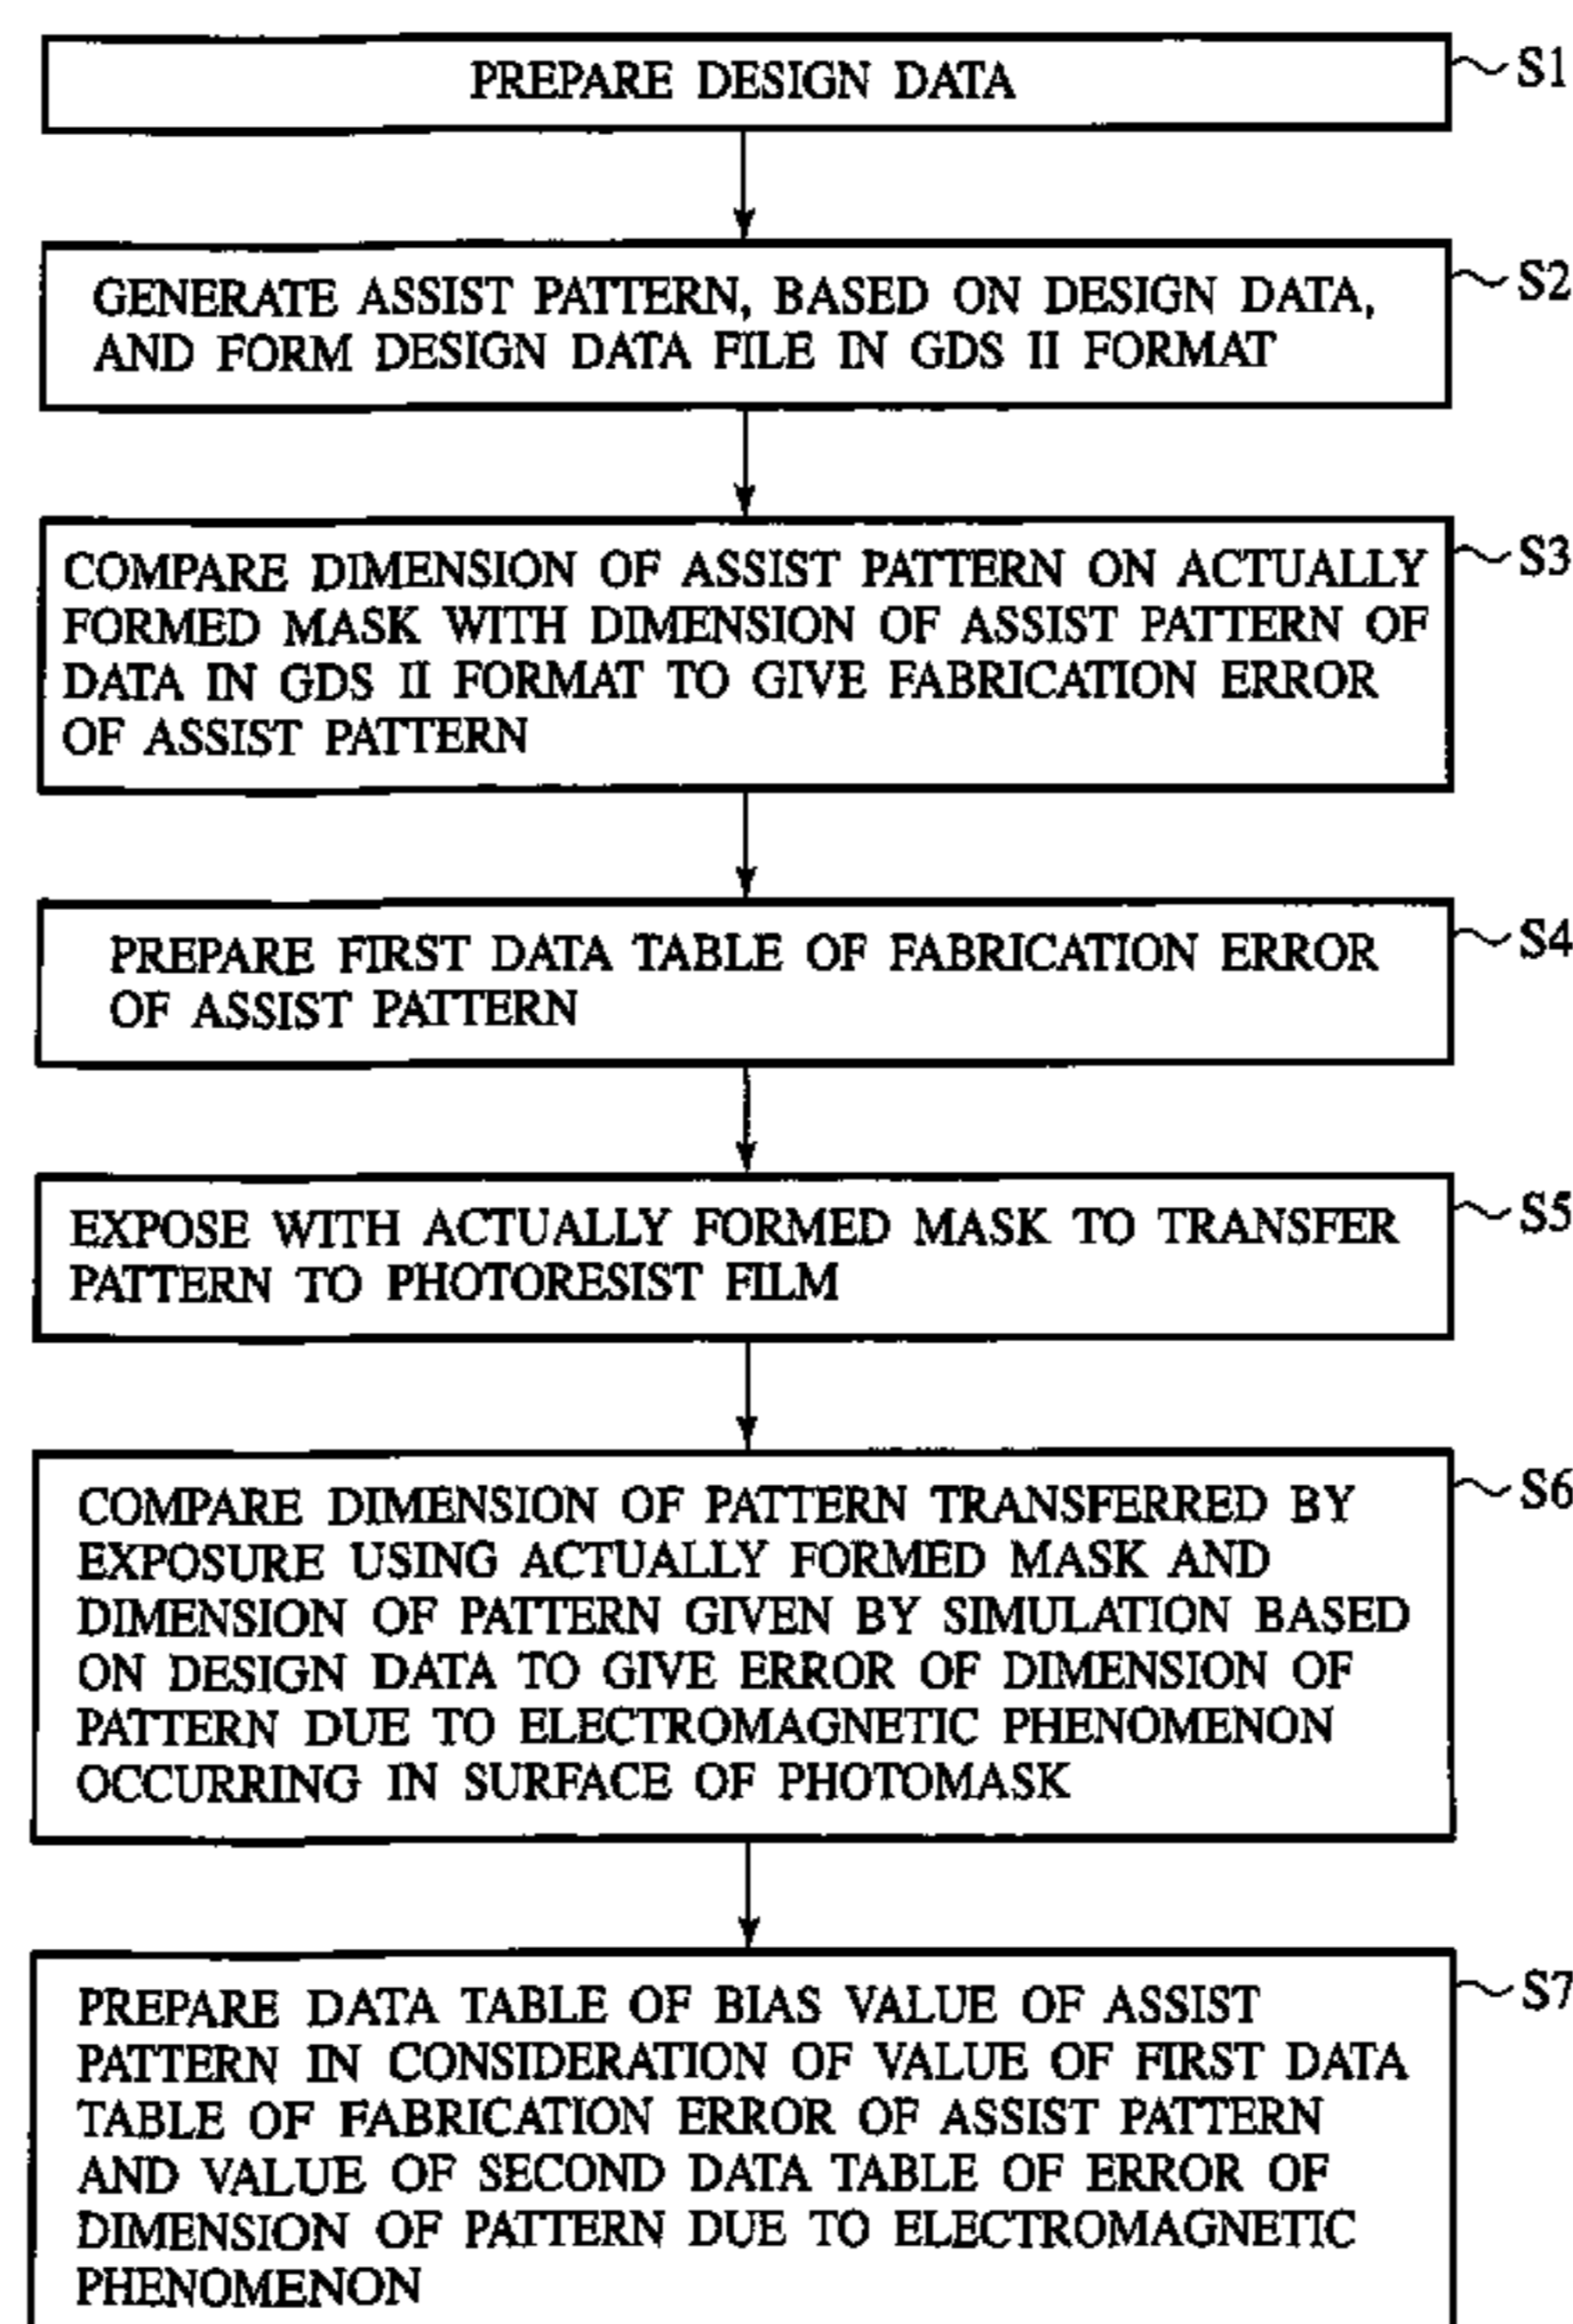 PREPARE DESIGN DATA
S1
GENERATE ASSIST PATTERN, BASED ON DESIGN DATA,
AND FORM DESIGN DATA FILE IN GDS II FORMAT
S2
COMPARE DIMENSION OF ASSIST PATTERN ON ACTUALLY
FORMED MASK WITH DIMENSION OF ASSIST PATTERN OF
DATA IN GDS II FORMAT TO GIVE FABRICATION ERROR
OF ASSIST PATTERN
S3
PREPARE FIRST DATA TABLE OF FABRICATION ERROR
OF ASSIST PATTERN
S4
EXPOSE WITH ACTUALLY FORMED MASK TO TRANSFER
PATTERN TO PHOTORESIST FILM
S5
COMPARE DIMENSION OF PATTERN TRANSFERRED BY
EXPOSURE USING ACTUALLY FORMED MASK AND
DIMENSION OF PATTERN GIVEN BY SIMULATION BASED
ON DESIGN DATA TO GIVE ERROR OF DIMENSION OF
PATTERN DUE TO ELECTROMAGNETIC PHENOMENON
OCCURRING IN SURFACE OF PHOTOMASK
S6
PREPARE DATA TABLE OF BIAS VALUE OF ASSIST
PATTERN IN CONSIDERATION OF VALUE OF FIRST DATA
TABLE OF FABRICATION ERROR OF ASSIST PATTERN
AND VALUE OF SECOND DATA TABLE OF ERROR OF
DIMENSION OF PATTERN DUE TO ELECTROMAGNETIC
PHENOMENON
S7